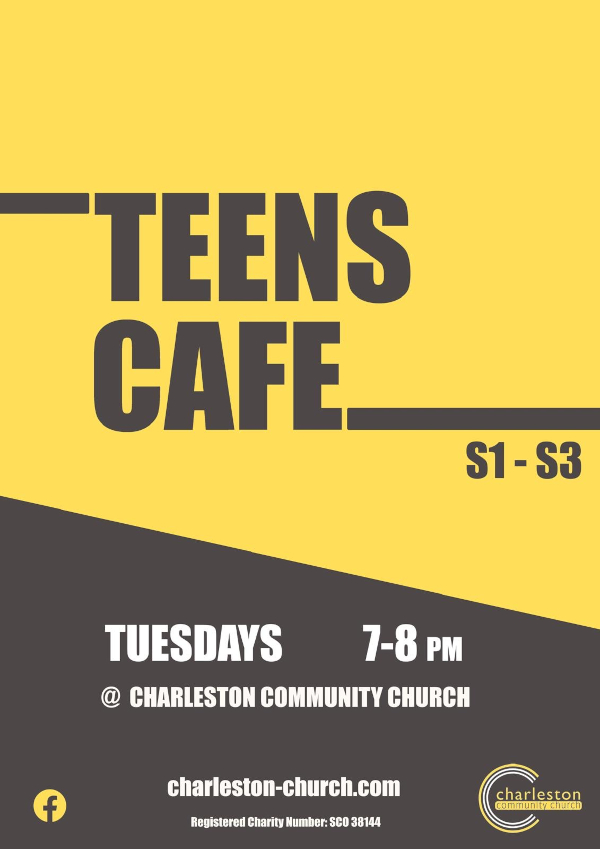 TEENS
CAFE
S1 - S3
TUESDAYS 7-8 PM
@ CHARLESTON COMMUNITY CHURCH
charleston-church.com
Registered Charity Number: SCO 38144
charleston
community church